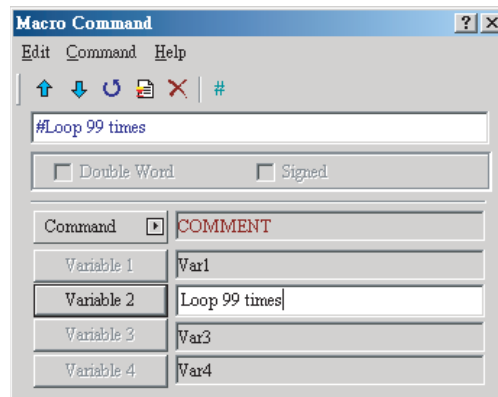 Macro Command
Edit Command Help
#
#Loop 99 times
Double Word Signed
Command COMMENT
Variable 1 Var1
Variable 2 Loop 99 times
Variable 3 Var3
Variable 4 Var4